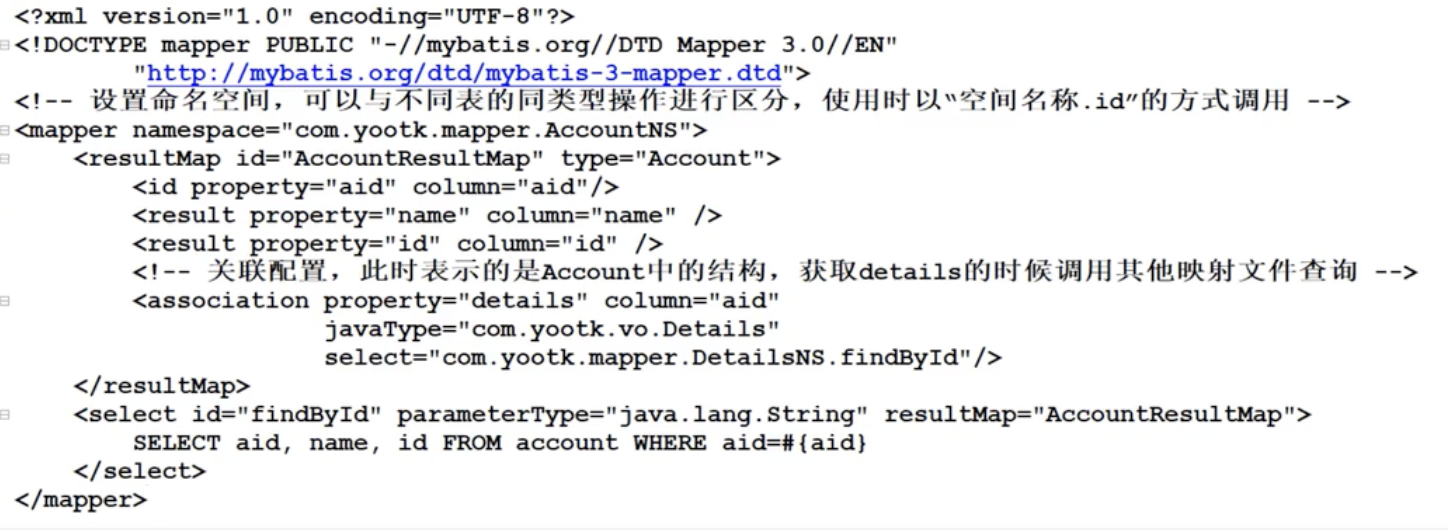 <?xml version="1.0" encoding="UTF-8"?>
<!DOCTYPE mapper PUBLIC "-//mybatis.org//DTD Mapper 3.0//EN"
        "http://mybatis.org/dtd/mybatis-3-mapper.dtd">
<!-- 设置命名空间，可以与不同表的同类型操作进行区分，使用时以“空间名称.id”的方式调用 -->
<mapper namespace="com.yootk.mapper.AccountNS">
    <resultMap id="AccountResultMap" type="Account">
        <id property="aid" column="aid"/>
        <result property="name" column="name" />
        <result property="id" column="id" />
        <!-- 关联配置，此时表示的是Account中的结构，获取details的时候调用其他映射文件查询 -->
        <association property="details" column="aid"
                     javaType="com.yootk.vo.Details"
                     select="com.yootk.mapper.DetailsNS.findById"/>
    </resultMap>
    <select id="findById" parameterType="java.lang.String" resultMap="AccountResultMap">
        SELECT aid, name, id FROM account WHERE aid=#{aid}
    </select>
</mapper>